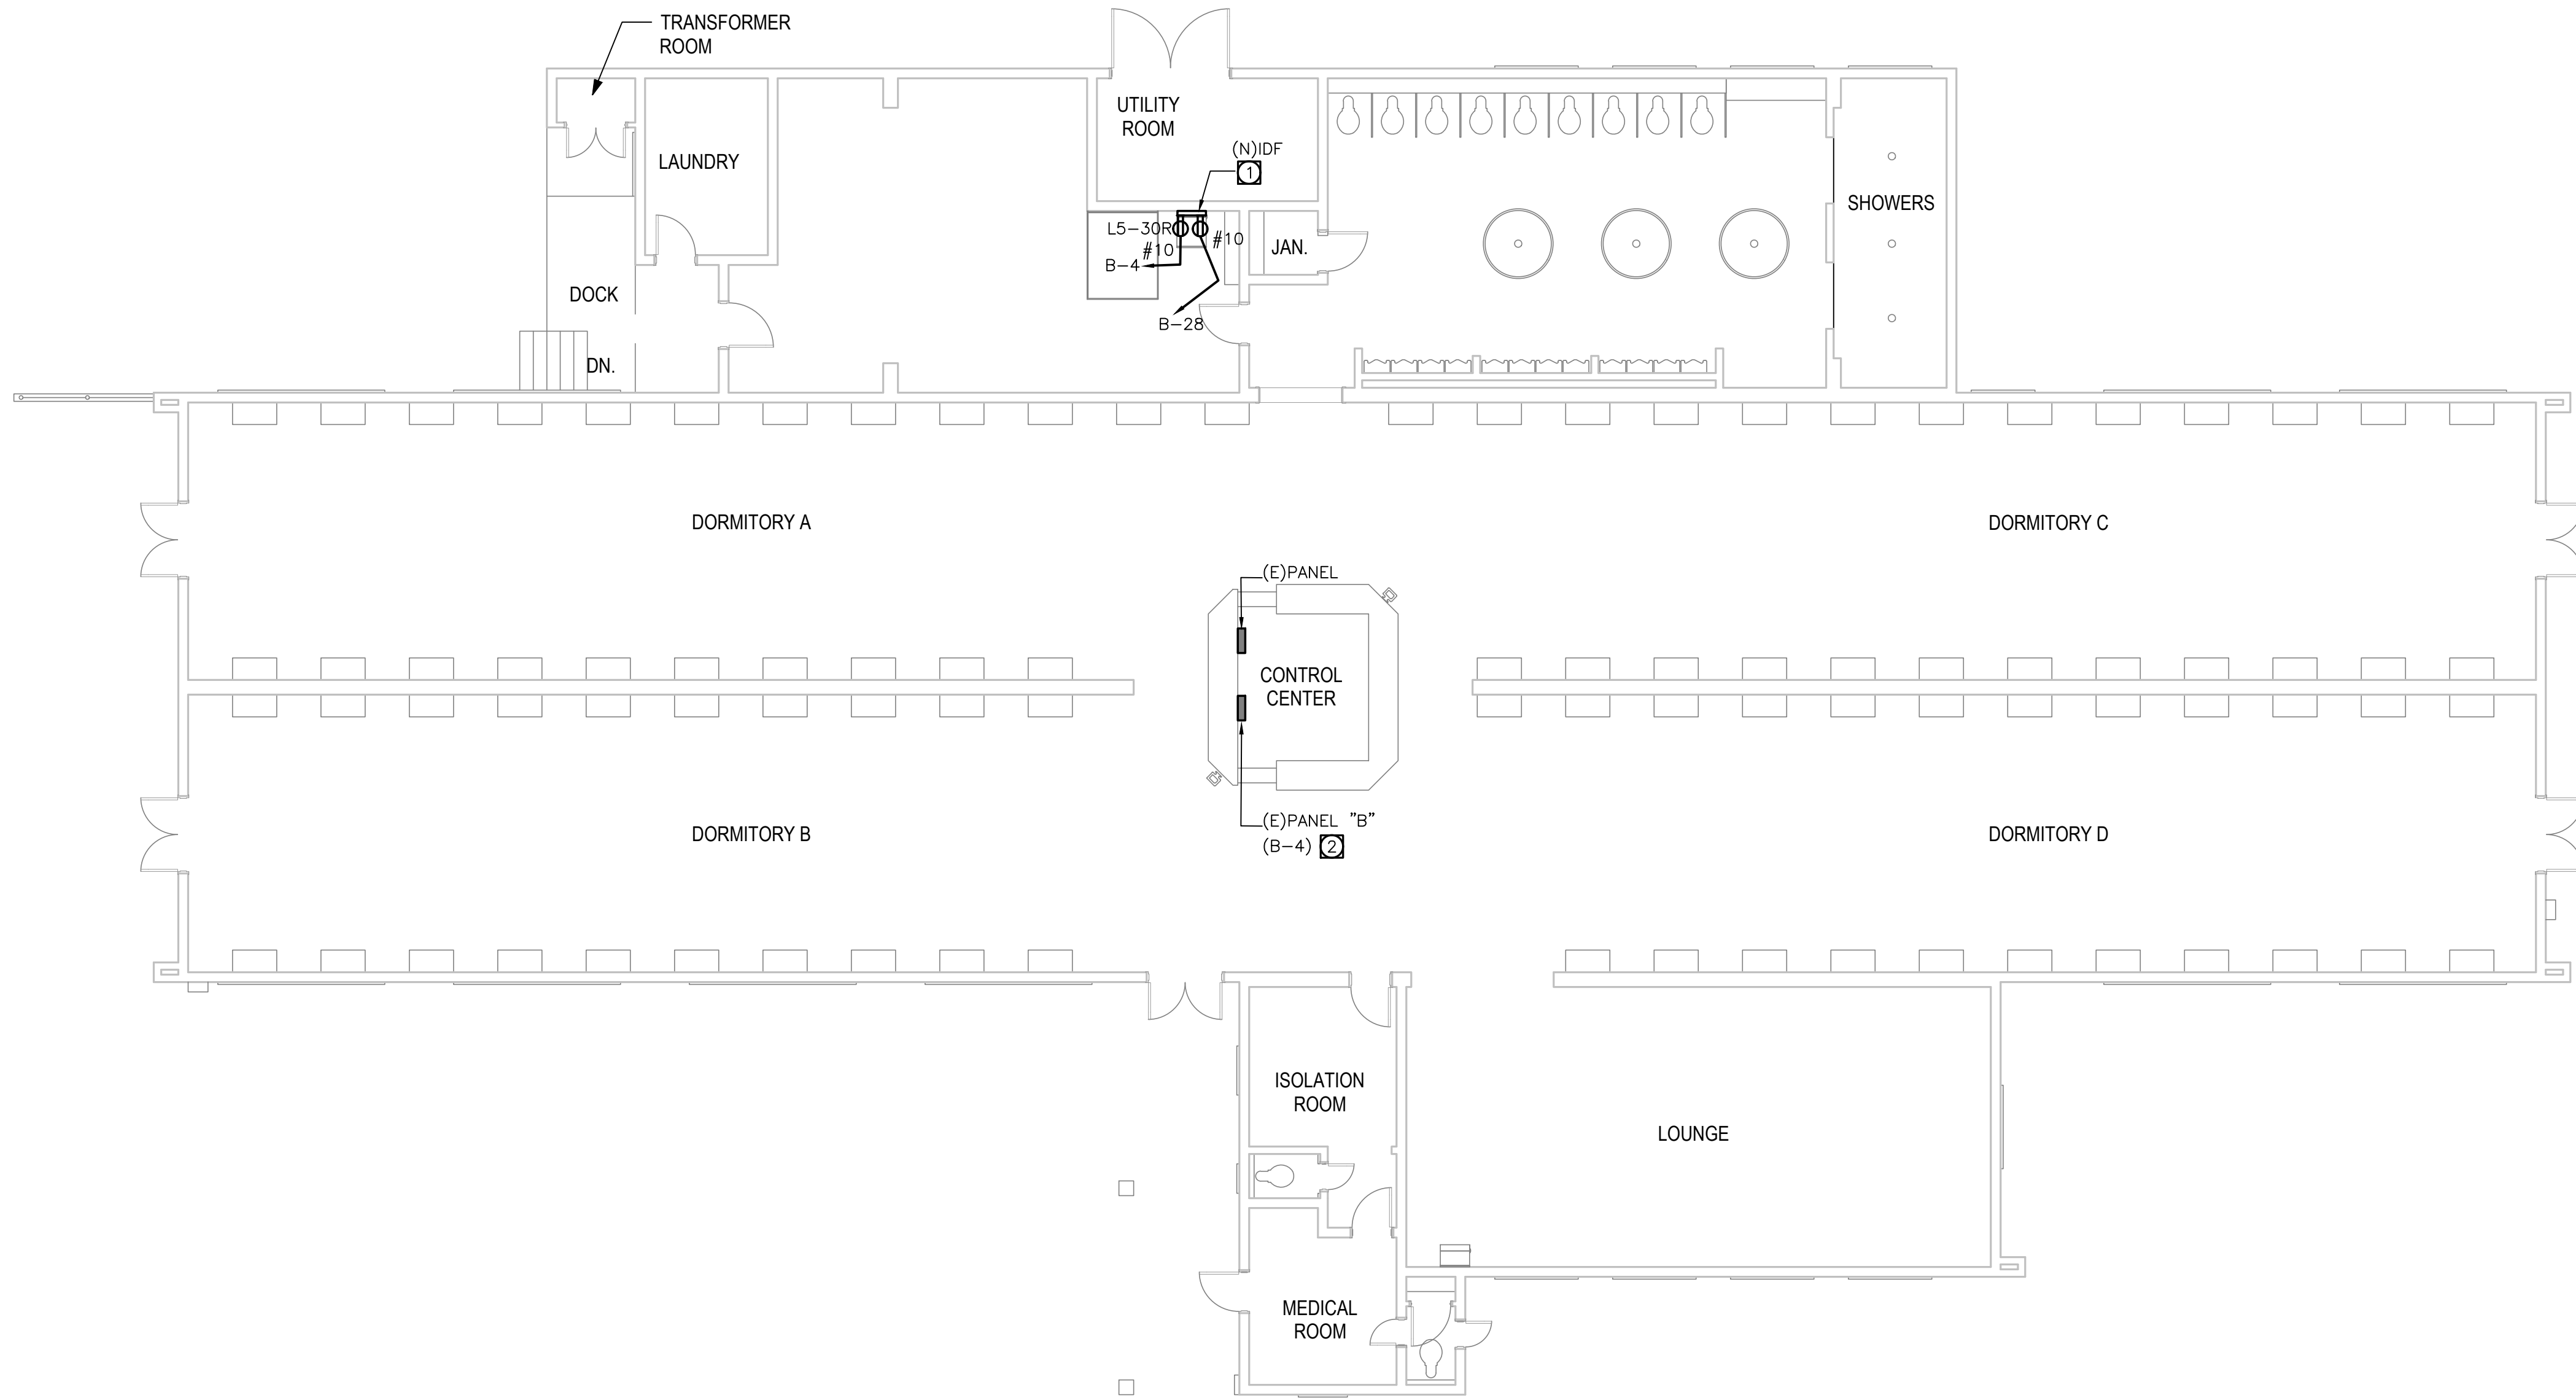 TRANSFORMER
ROOM
UTILITY
ROOM
(N)IDF
1
LAUNDRY
SHOWERS
L5-30R
#10
#10
B-4
JAN.
DOCK
B-28
DN.
DORMITORY A
DORMITORY C
(E)PANEL
CONTROL
CENTER
(E)PANEL "B"
(B-4) 2
DORMITORY B
DORMITORY D
ISOLATION
ROOM
LOUNGE
MEDICAL
ROOM